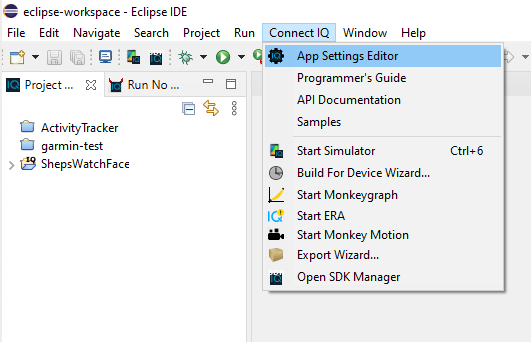 eclipse-workspace - Eclipse IDE
File Edit Navigate Search Project Run Connect IQ Window Help
Project ...
Run No ...
ActivityTracker
garmin-test
IQ ShepsWatchFace
App Settings Editor
Programmer's Guide
API Documentation
Samples
Start Simulator Ctrl+6
Build For Device Wizard...
Start Monkeygraph
IQ Start ERA
Start Monkey Motion
Export Wizard...
Open SDK Manager